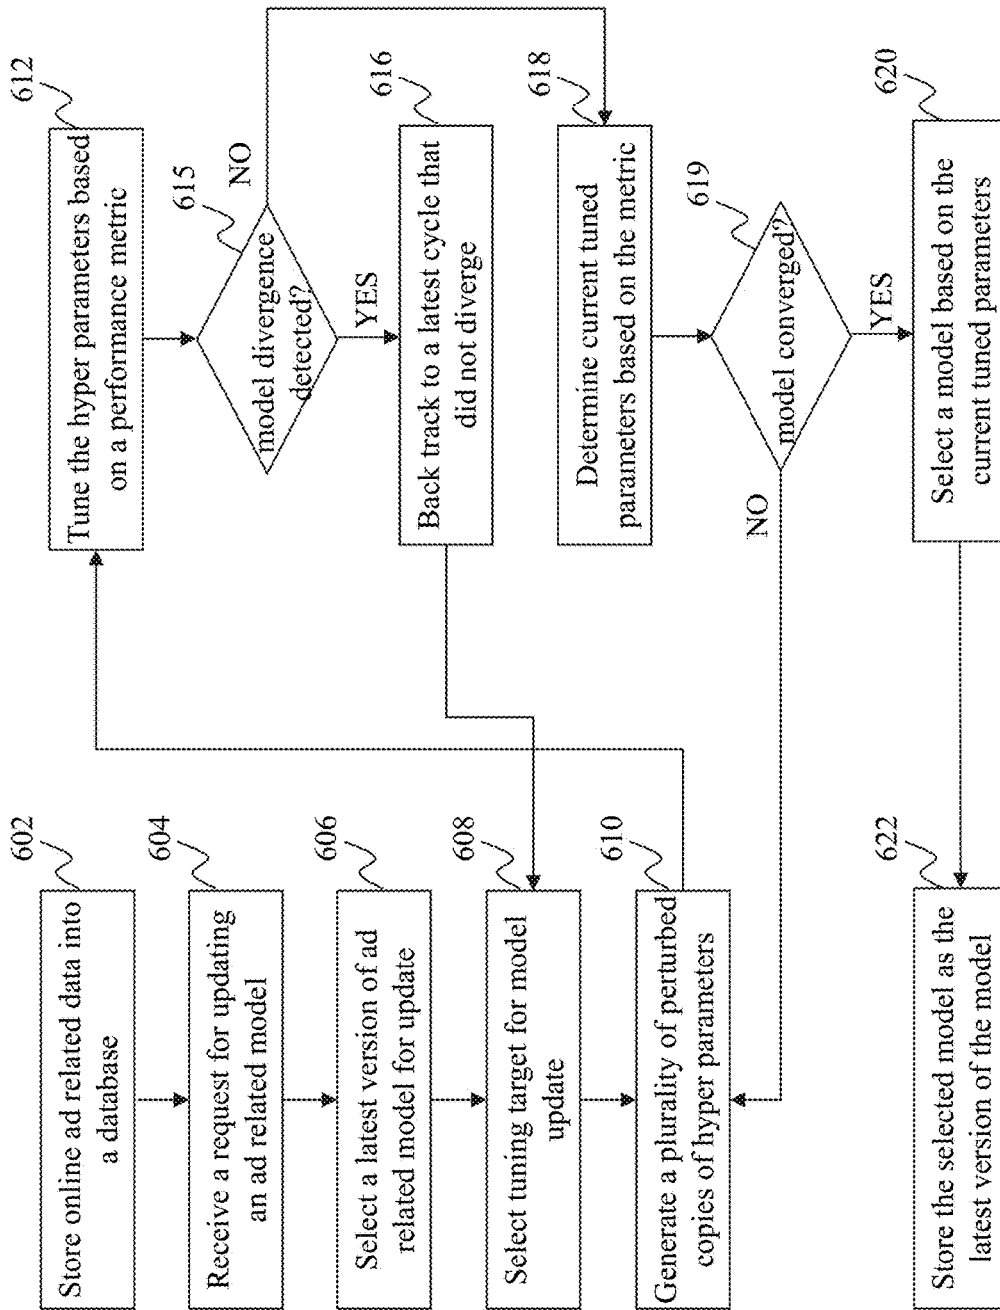 602
Store online ad related data into
a database
604
Receive a request for updating
an ad related model
606
Select a latest version of ad
related model for update
608
Select tuning target for model
update
610
Generate a plurality of perturbed
copies of hyper parameters
612
Tune the hyper parameters based
on a performance metric
615
model divergence
detected?
NO
YES
616
Back track to a latest cycle that
did not diverge
618
Determine current tuned
parameters based on the metric
619
model converged?
NO
YES
620
Select a model based on the
current tuned parameters
622
Store the selected model as the
latest version of the model